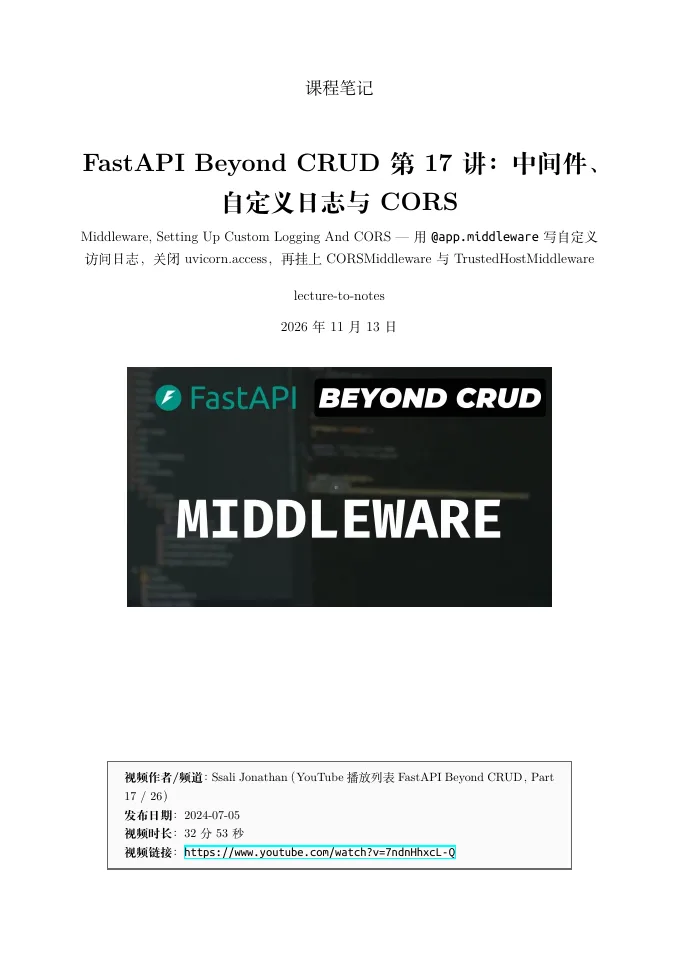 课程笔记
FastAPI Beyond CRUD 第 17 讲：中间件、
自定义日志与 CORS
Middleware, Setting Up Custom Logging And CORS — 用 @app.middleware 写自定义
访问日志，关闭 uvicorn.access，再挂上 CORSMiddleware 与 TrustedHostMiddleware
lecture-to-notes
2026 年 11 月 13 日
FastAPI BEYOND CRUD
MIDDLEWARE
视频作者/频道：Ssali Jonathan（YouTube 播放列表 FastAPI Beyond CRUD，Part
17 / 26）
发布日期：2024-07-05
视频时长：32 分 53 秒
视频链接：https://www.youtube.com/watch?v=7ndnHhxcL-Q